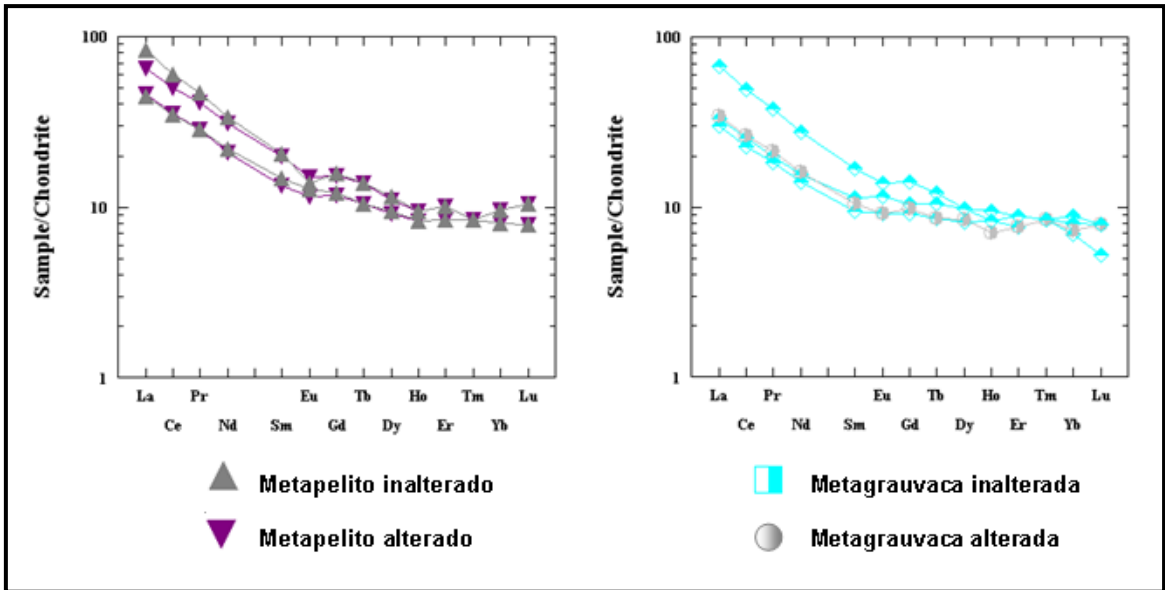 100
10
1
Sample/Chondrite
La Pr Eu Tb Ho Tm Lu
Ce Nd Sm Gd Dy Er Yb
100
10
1
Sample/Chondrite
La Pr Eu Tb Ho Tm Lu
Ce Nd Sm Gd Dy Er Yb
Metapelito inalterado
Metapelito alterado
Metagrauvaca inalterada
Metagrauvaca alterada